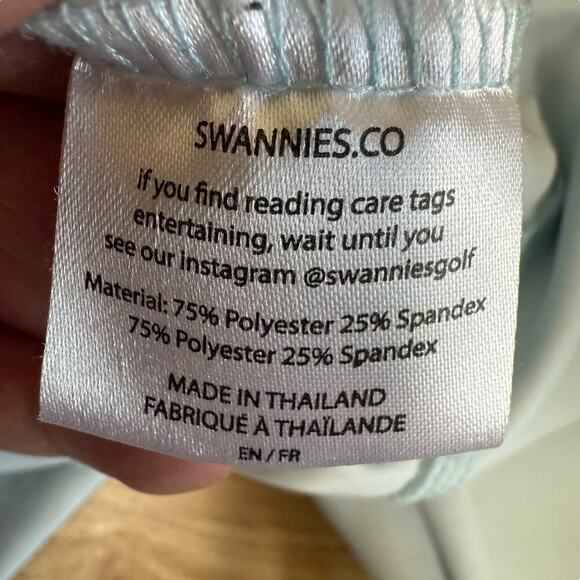 SWANNIES.CO
if you find reading care tags
entertaining, wait until you
see our instagram @swanniesgolf
Material: 75% Polyester 25% Spandex
75% Polyester 25% Spandex
MADE IN THAILAND
FABRIQUÉ À THAÏLANDE
EN / FR